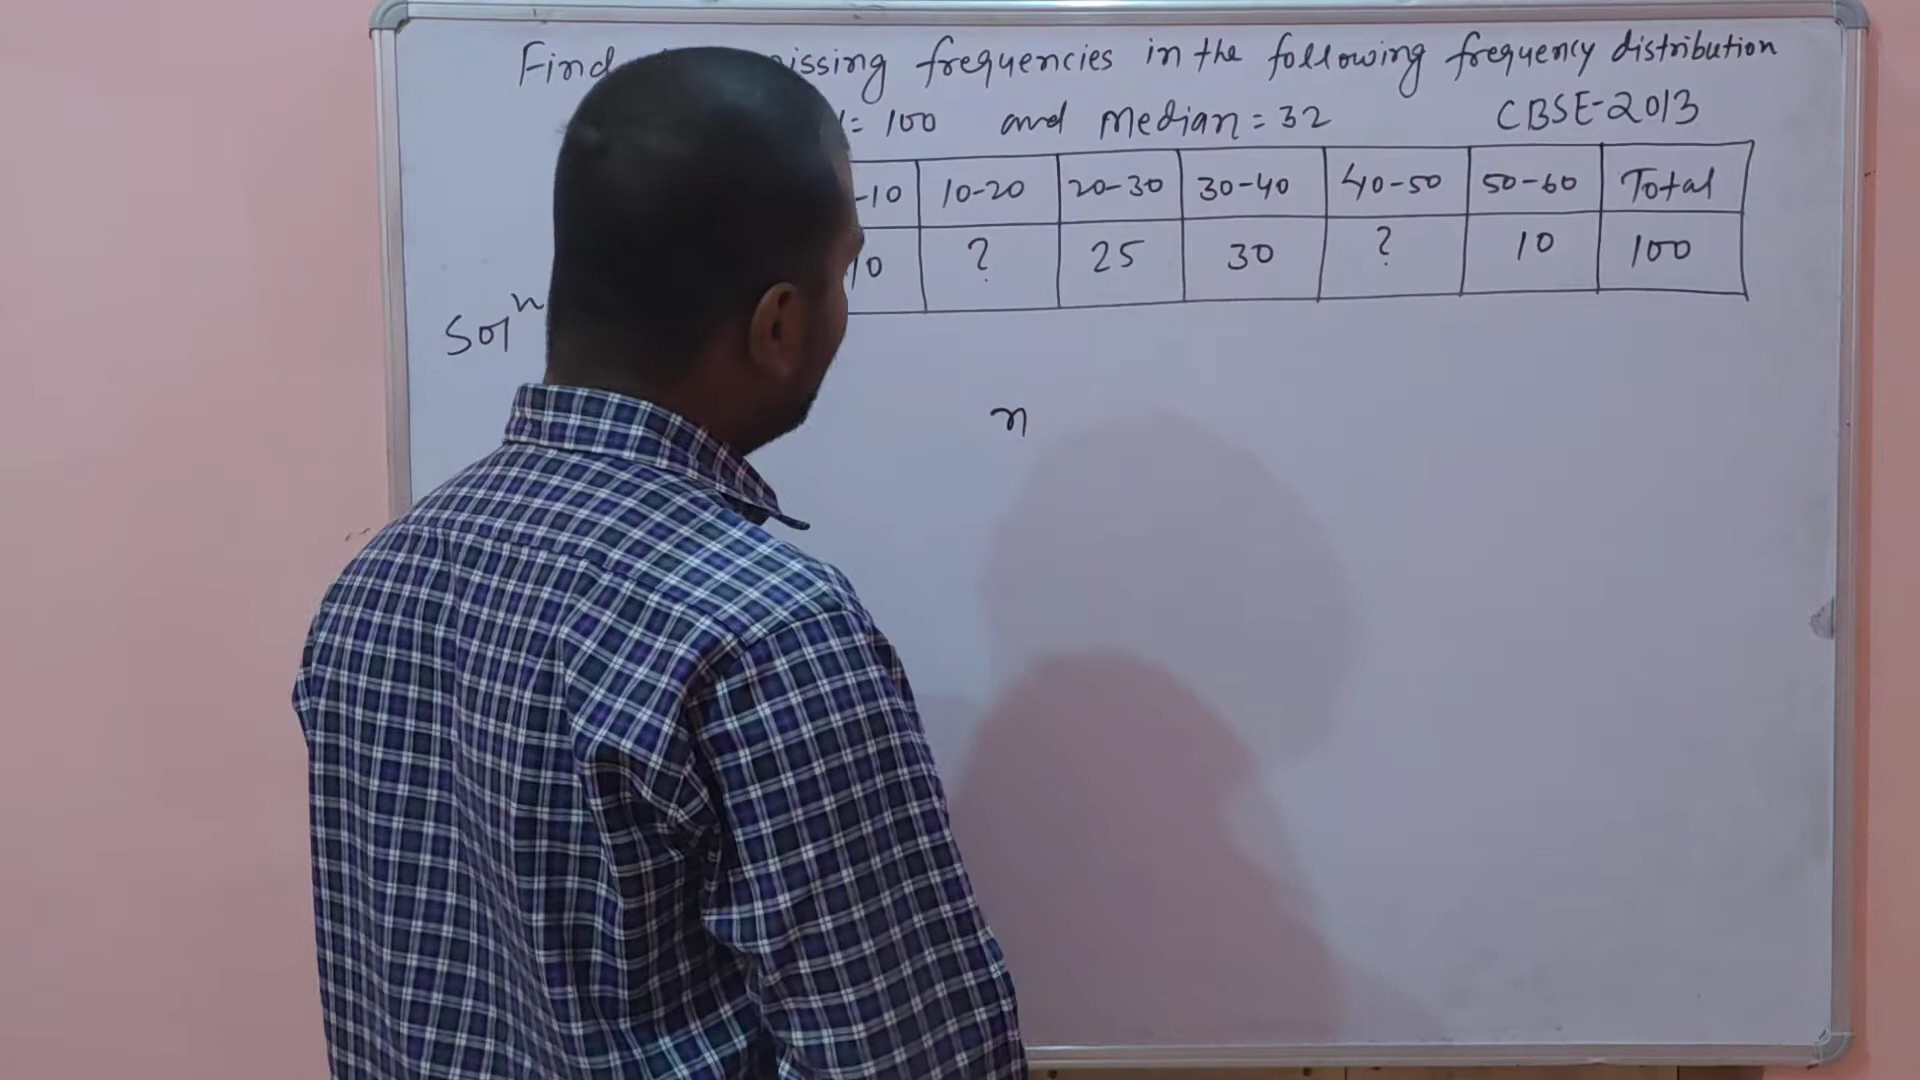 Find issing frequencies in the following frequency distribution
= 100 and Median = 32 CBSE-2013
-10 10-20 20-30 30-40 40-50 50-60 Total
10 ? 25 30 ? 10 100
Solⁿ
n